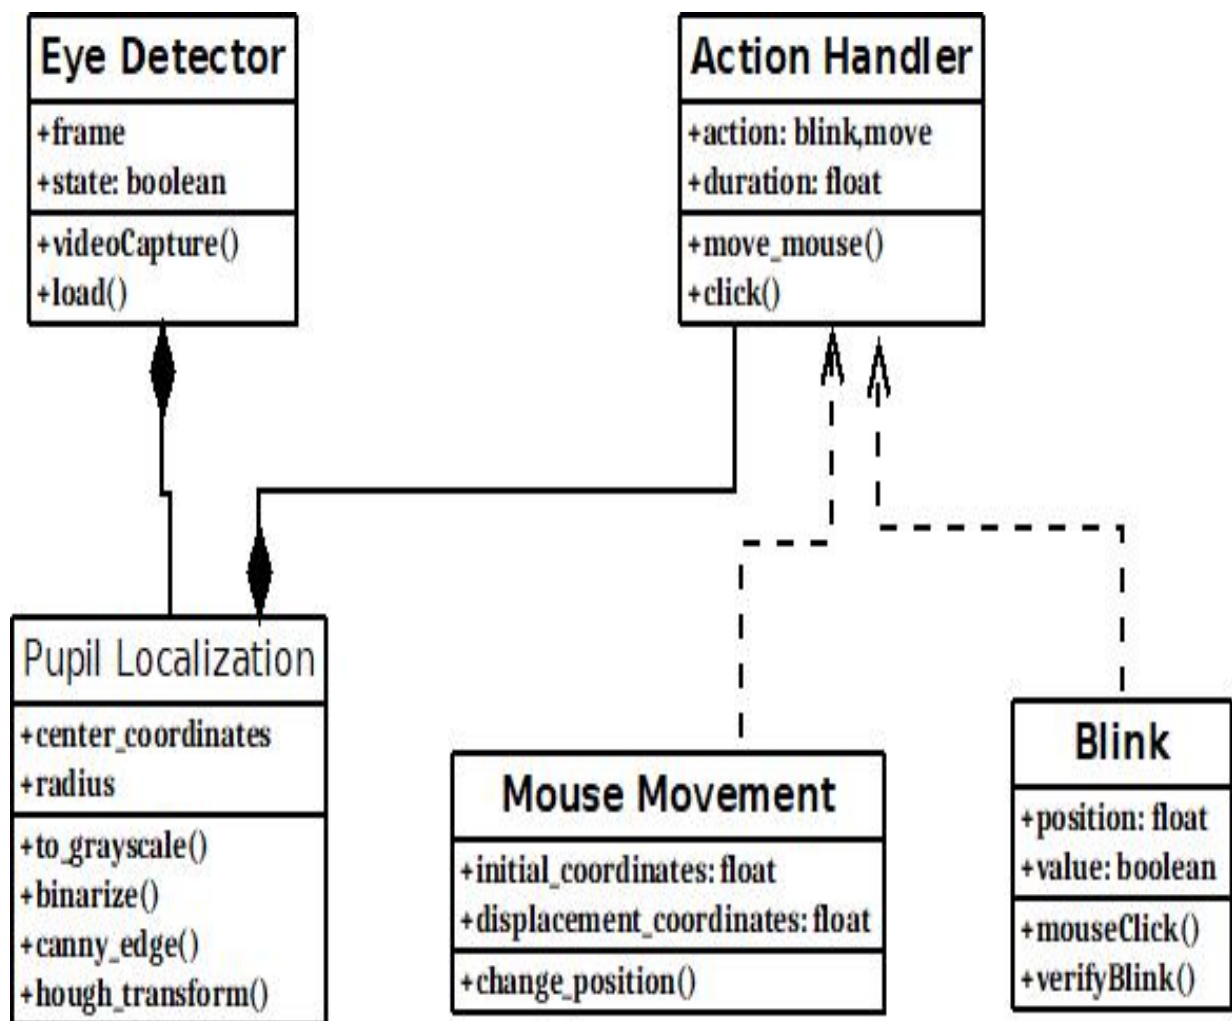 Eye Detector
+frame
+state: boolean
+videoCapture()
+load()
Action Handler
+action: blink,move
+duration: float
+move_mouse()
+click()
Pupil Localization
+center_coordinates
+radius
+to_grayscale()
+binarize()
+canny_edge()
+hough_transform()
Mouse Movement
+initial_coordinates: float
+displacement_coordinates: float
+change_position()
Blink
+position: float
+value: boolean
+mouseClick()
+verifyBlink()